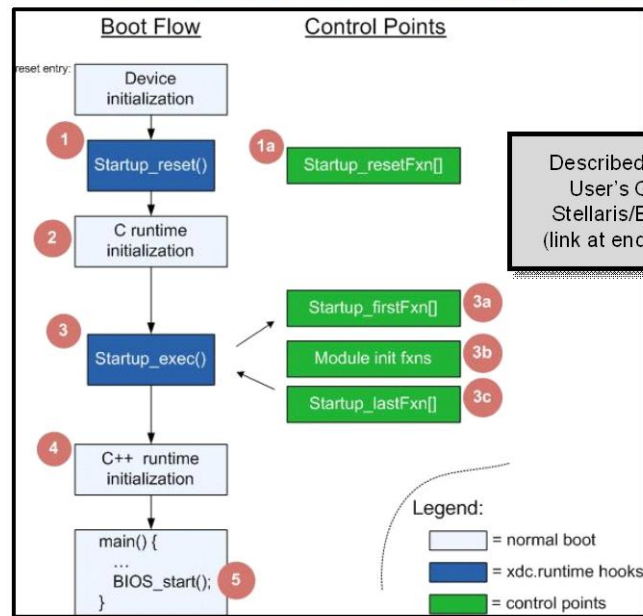 Boot Flow
Control Points
reset entry:
Device
initialization
1
Startup_reset()
1a
Startup_resetFxn[]
2
C runtime
initialization
3
Startup_exec()
Startup_firstFxn[]
3a
Module init fxns
3b
Startup_lastFxn[]
3c
4
C++ runtime
initialization
main() {
...
BIOS_start();
5
}
Described
User's
Stellaris/
(link at
Legend:
= normal boot
= xdc.runtime hooks
= control points